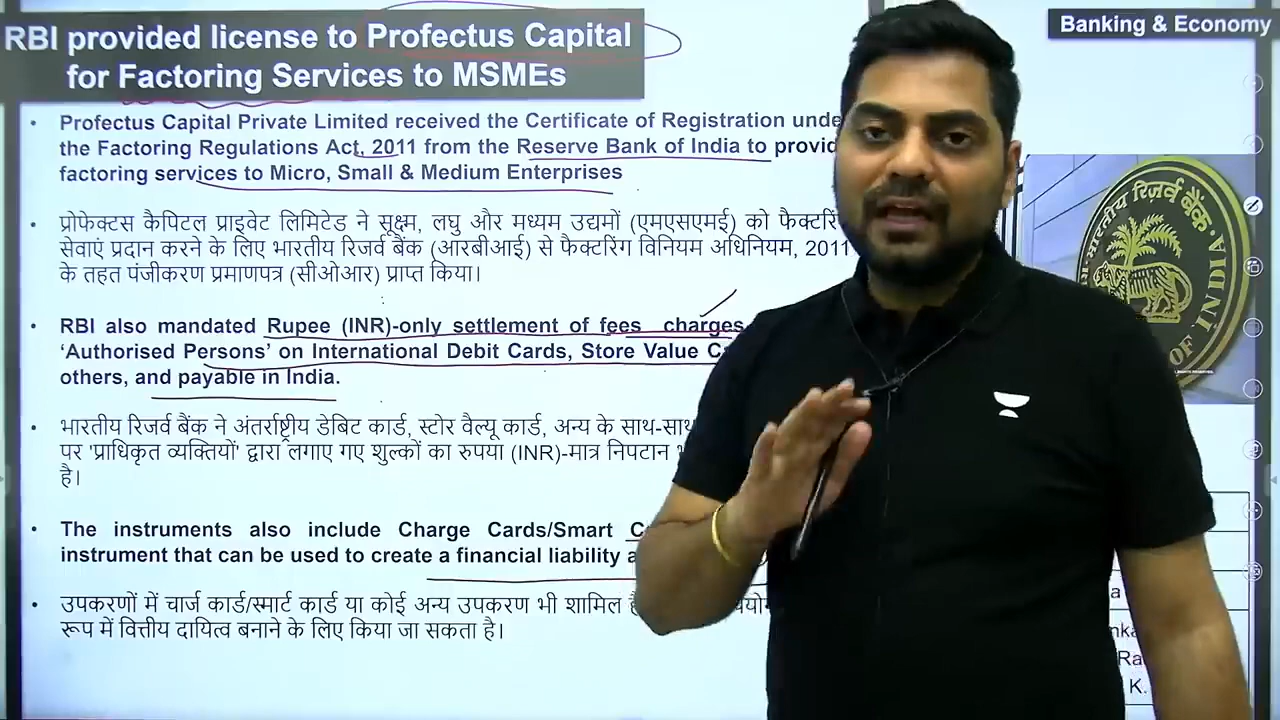 RBI provided license to Profectus Capital
for Factoring Services to MSMEs
Banking & Economy
• Profectus Capital Private Limited received the Certificate of Registration unde
the Factoring Regulations Act, 2011 from the Reserve Bank of India to provid
factoring services to Micro, Small & Medium Enterprises
• प्रोफेक्टस कैपिटल प्राइवेट लिमिटेड ने सूक्ष्म, लघु और मध्यम उद्यमों (एमएसएमई) को फैक्टरिं
सेवाएं प्रदान करने के लिए भारतीय रिजर्व बैंक (आरबीआई) से फैक्टरिंग विनियम अधिनियम, 2011
के तहत पंजीकरण प्रमाणपत्र (सीओआर) प्राप्त किया।
• RBI also mandated Rupee (INR)-only settlement of fees charges
‘Authorised Persons’ on International Debit Cards, Store Value C
others, and payable in India.
• भारतीय रिजर्व बैंक ने अंतर्राष्ट्रीय डेबिट कार्ड, स्टोर वैल्यू कार्ड, अन्य के साथ-साथ
पर 'प्राधिकृत व्यक्तियों' द्वारा लगाए गए शुल्कों का रुपया (INR)-मात्र निपटान
है।
• The instruments also include Charge Cards/Smart C
instrument that can be used to create a financial liability a
• उपकरणों में चार्ज कार्ड/स्मार्ट कार्ड या कोई अन्य उपकरण भी शामिल
रूप में वित्तीय दायित्व बनाने के लिए किया जा सकता है।
भारतीय रिज़र्व बैंक
OF INDIA
nka
Ra
K.